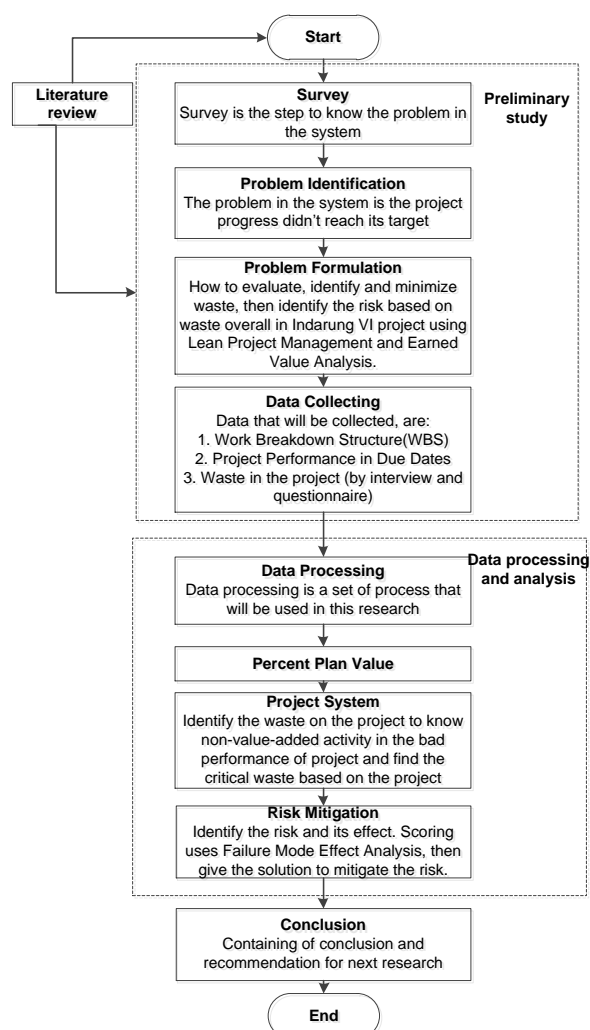 Start
Literature
review
Preliminary
study
Survey
Survey is the step to know the problem in
the system
Problem Identification
The problem in the system is the project
progress didn't reach its target
Problem Formulation
How to evaluate, identify and minimize
waste, then identify the risk based on
waste overall in Indarung VI project using
Lean Project Management and Earned
Value Analysis.
Data Collecting
Data that will be collected, are:
1. Work Breakdown Structure(WBS)
2. Project Performance in Due Dates
3. Waste in the project (by interview and
questionnaire)
Data processing
and analysis
Data Processing
Data processing is a set of process that
will be used in this research
Percent Plan Value
Project System
Identify the waste on the project to know
non-value-added activity in the bad
performance of project and find the
critical waste based on the project
Risk Mitigation
Identify the risk and its effect. Scoring
uses Failure Mode Effect Analysis, then
give the solution to mitigate the risk.
Conclusion
Containing of conclusion and
recommendation for next research
End